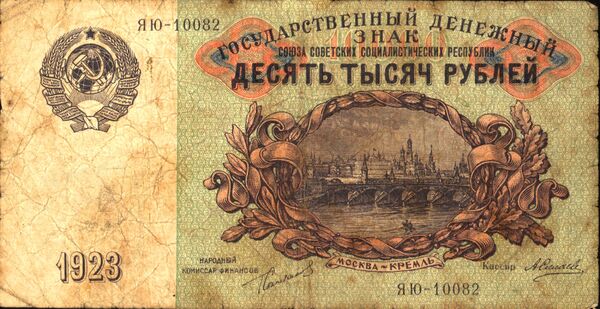 ЯЮ-10082
ГОСУДАРСТВЕННЫЙ ДЕНЕЖНЫЙ
ЗНАК
СОЮЗА СОВЕТСКИХ СОЦИАЛИСТИЧЕСКИХ РЕСПУБЛИК
ДЕСЯТЬ ТЫСЯЧ РУБЛЕЙ
1923
НАРОДНЫЙ
КОМИССАР ФИНАНСОВ
МОСКВА-КРЕМЛЬ
Кассир
ЯЮ-10082